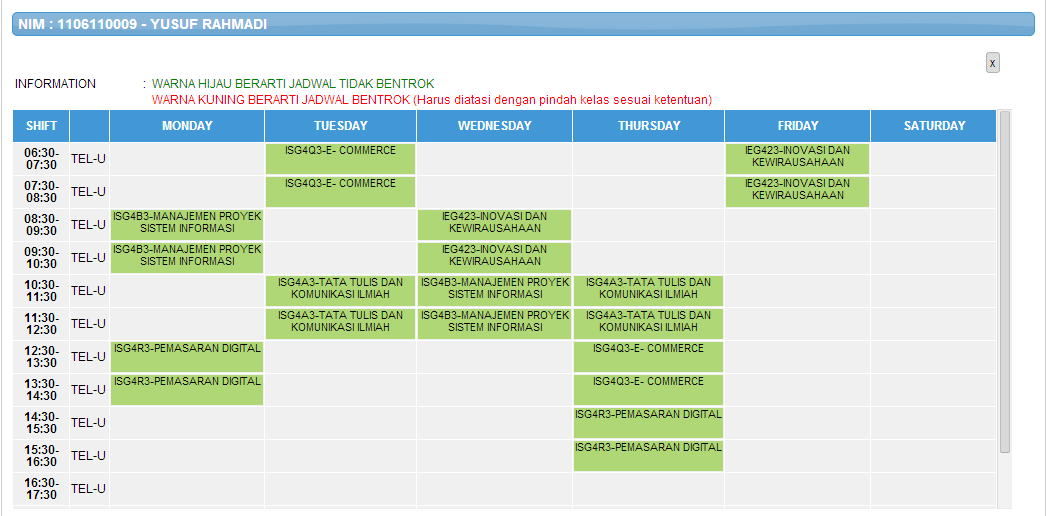 NIM : 1106110009 - YUSUF RAHMADI
x
INFORMATION : WARNA HIJAU BERARTI JADWAL TIDAK BENTROK
WARNA KUNING BERARTI JADWAL BENTROK (Harus diatasi dengan pindah kelas sesuai ketentuan)
SHIFT MONDAY TUESDAY WEDNESDAY THURSDAY FRIDAY SATURDAY
06:30-
07:30
TEL-U
ISG4Q3-E- COMMERCE
IEG423-INOVASI DAN
KEWIRAUSAHAAN
07:30-
08:30
TEL-U
ISG4Q3-E- COMMERCE
IEG423-INOVASI DAN
KEWIRAUSAHAAN
08:30-
09:30
TEL-U
ISG4B3-MANAJEMEN PROYEK
SISTEM INFORMASI
IEG423-INOVASI DAN
KEWIRAUSAHAAN
09:30-
10:30
TEL-U
ISG4B3-MANAJEMEN PROYEK
SISTEM INFORMASI
IEG423-INOVASI DAN
KEWIRAUSAHAAN
10:30-
11:30
TEL-U
ISG4A3-TATA TULIS DAN
KOMUNIKASI ILMIAH
ISG4B3-MANAJEMEN PROYEK
SISTEM INFORMASI
ISG4A3-TATA TULIS DAN
KOMUNIKASI ILMIAH
11:30-
12:30
TEL-U
ISG4A3-TATA TULIS DAN
KOMUNIKASI ILMIAH
ISG4B3-MANAJEMEN PROYEK
SISTEM INFORMASI
ISG4A3-TATA TULIS DAN
KOMUNIKASI ILMIAH
12:30-
13:30
TEL-U
ISG4R3-PEMASARAN DIGITAL
ISG4Q3-E- COMMERCE
13:30-
14:30
TEL-U
ISG4R3-PEMASARAN DIGITAL
ISG4Q3-E- COMMERCE
14:30-
15:30
TEL-U
ISG4R3-PEMASARAN DIGITAL
15:30-
16:30
TEL-U
ISG4R3-PEMASARAN DIGITAL
16:30-
17:30
TEL-U